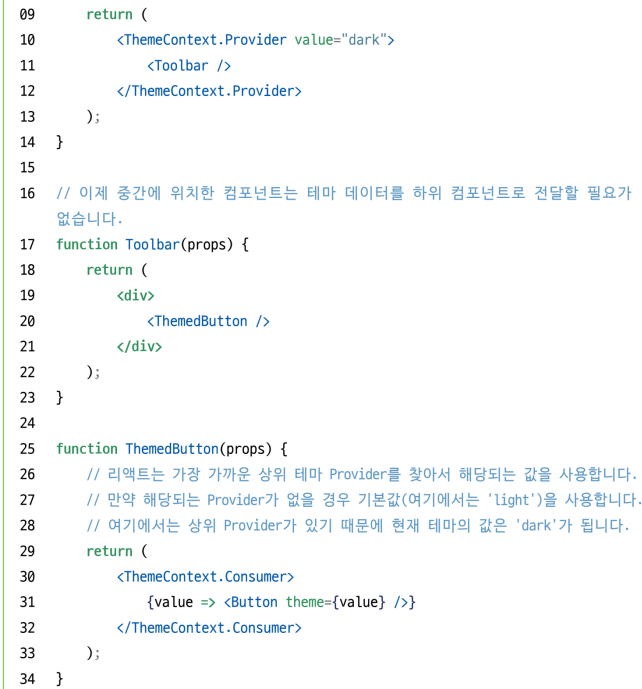 09 return (
10 <ThemeContext.Provider value="dark">
11 <Toolbar />
12 </ThemeContext.Provider>
13 );
14 }
15
16 // 이제 중간에 위치한 컴포넌트는 테마 데이터를 하위 컴포넌트로 전달할 필요가
없습니다.
17 function Toolbar(props) {
18 return (
19 <div>
20 <ThemedButton />
21 </div>
22 );
23 }
24
25 function ThemedButton(props) {
26 // 리액트는 가장 가까운 상위 테마 Provider를 찾아서 해당되는 값을 사용합니다.
27 // 만약 해당되는 Provider가 없을 경우 기본값(여기에서는 'light')을 사용합니다.
28 // 여기에서는 상위 Provider가 있기 때문에 현재 테마의 값은 'dark'가 됩니다.
29 return (
30 <ThemeContext.Consumer>
31 {value => <Button theme={value} />}
32 </ThemeContext.Consumer>
33 );
34 }